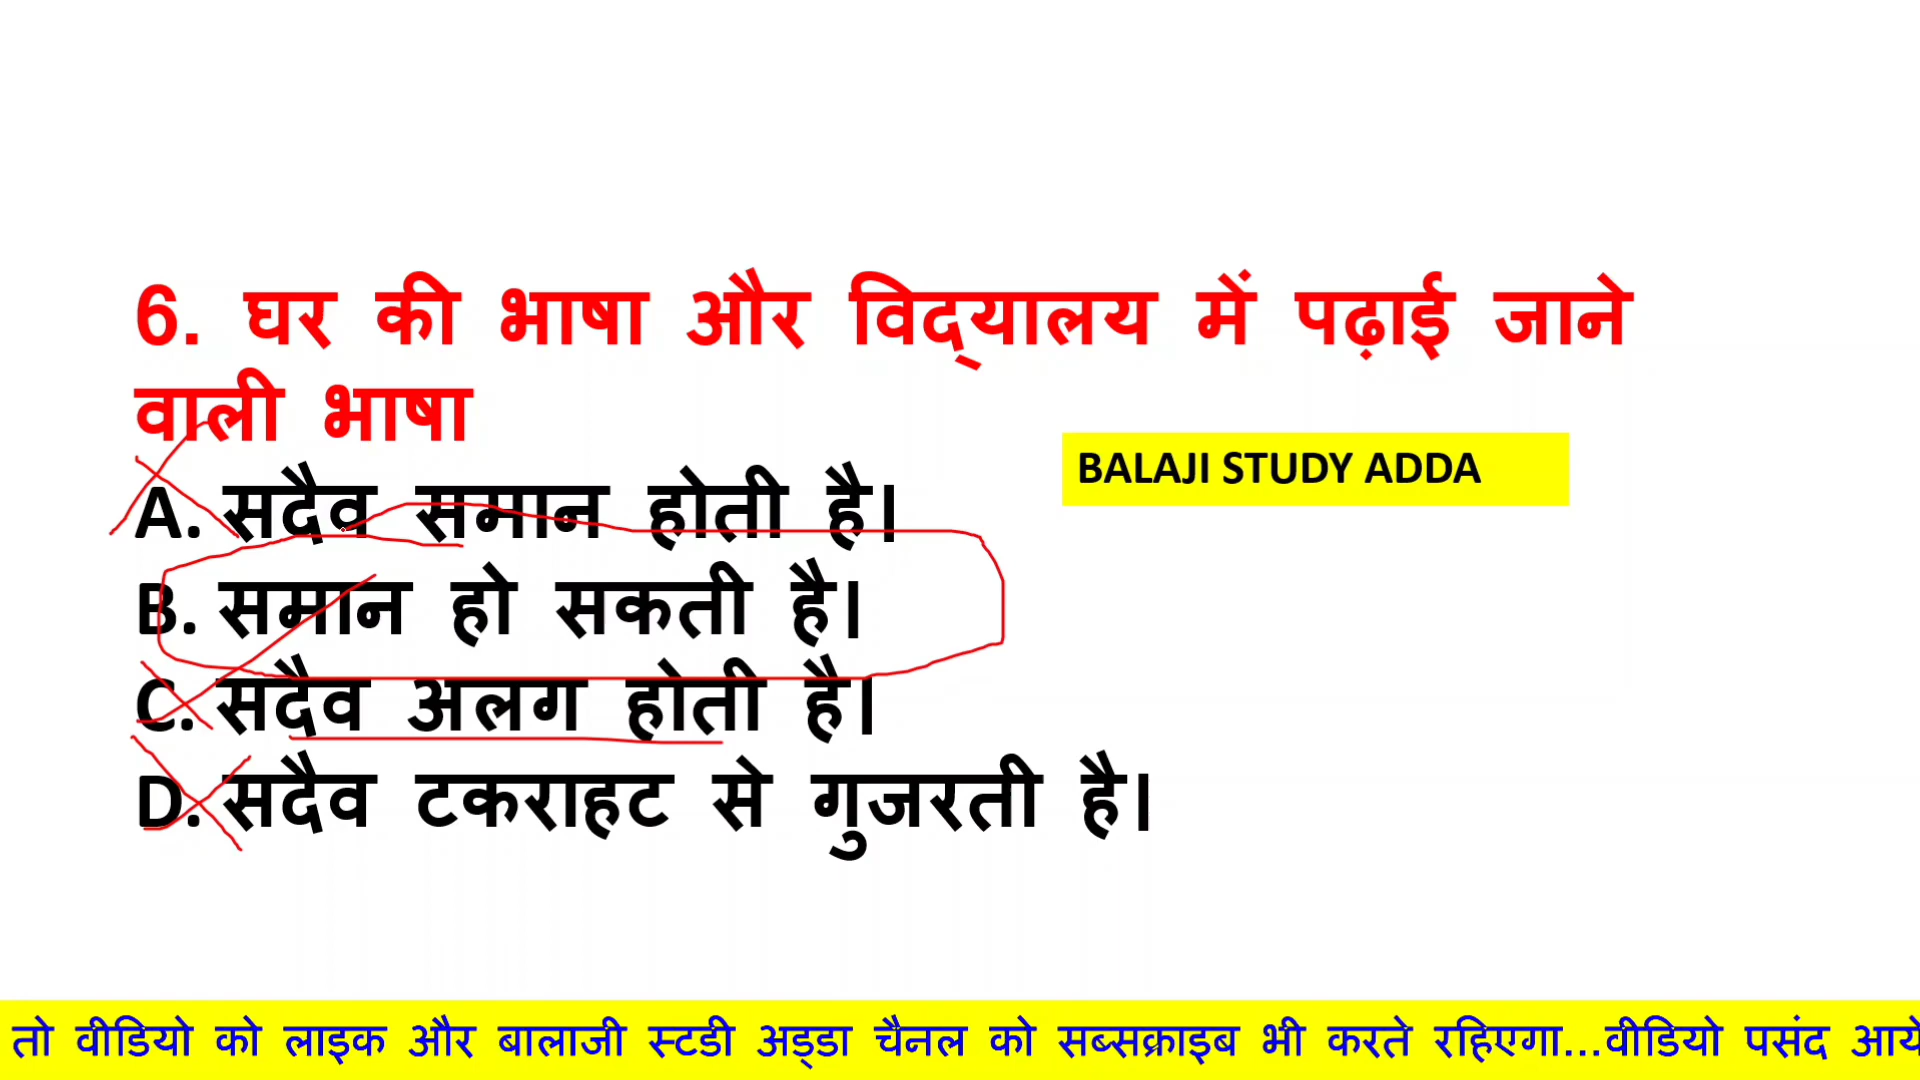 6. घर की भाषा और विद्यालय में पढ़ाई जाने
वाली भाषा
BALAJI STUDY ADDA
A. सदैव समान होती है।
B. समान हो सकती है।
C. सदैव अलग होती है।
D. सदैव टकराहट से गुजरती है।
तो वीडियो को लाइक और बालाजी स्टडी अड्डा चैनल को सब्सक्राइब भी करते रहिएगा...वीडियो पसंद आये